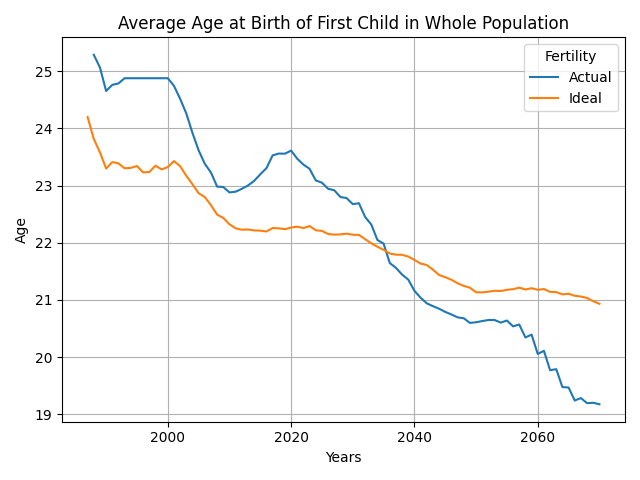 Average Age at Birth of First Child in Whole Population
Fertility
Actual
Ideal
Age
25
24
23
22
21
20
19
2000
2020
2040
2060
Years